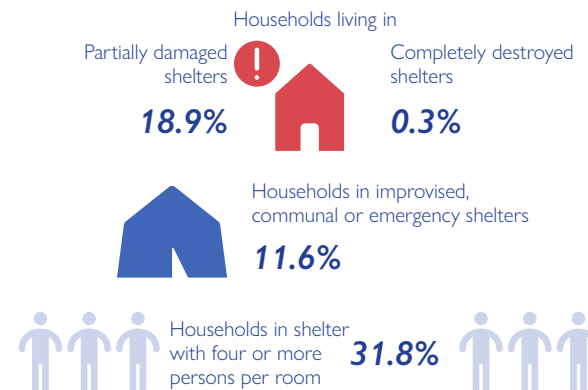 Households living in
Partially damaged
shelters
18.9%
Completely destroyed
shelters
0.3%
Households in improvised,
communal or emergency shelters
11.6%
Households in shelter
with four or more
persons per room
31.8%